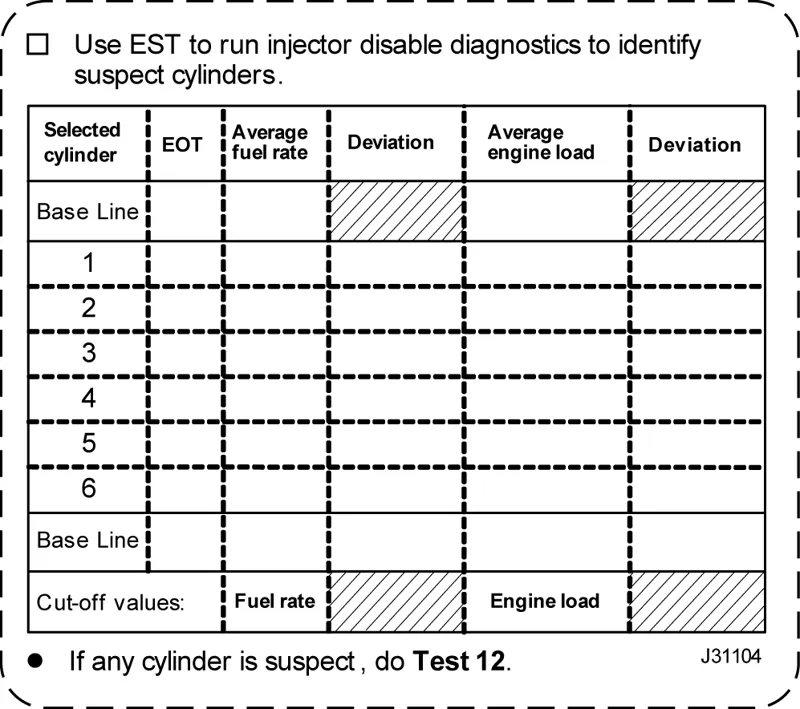 Use EST to run injector disable diagnostics to identify
suspect cylinders.
Selected cylinder EOT Average fuel rate Deviation Average engine load Deviation
Base Line
1
2
3
4
5
6
Base Line
Cut-off values: Fuel rate Engine load
If any cylinder is suspect, do Test 12.
J31104